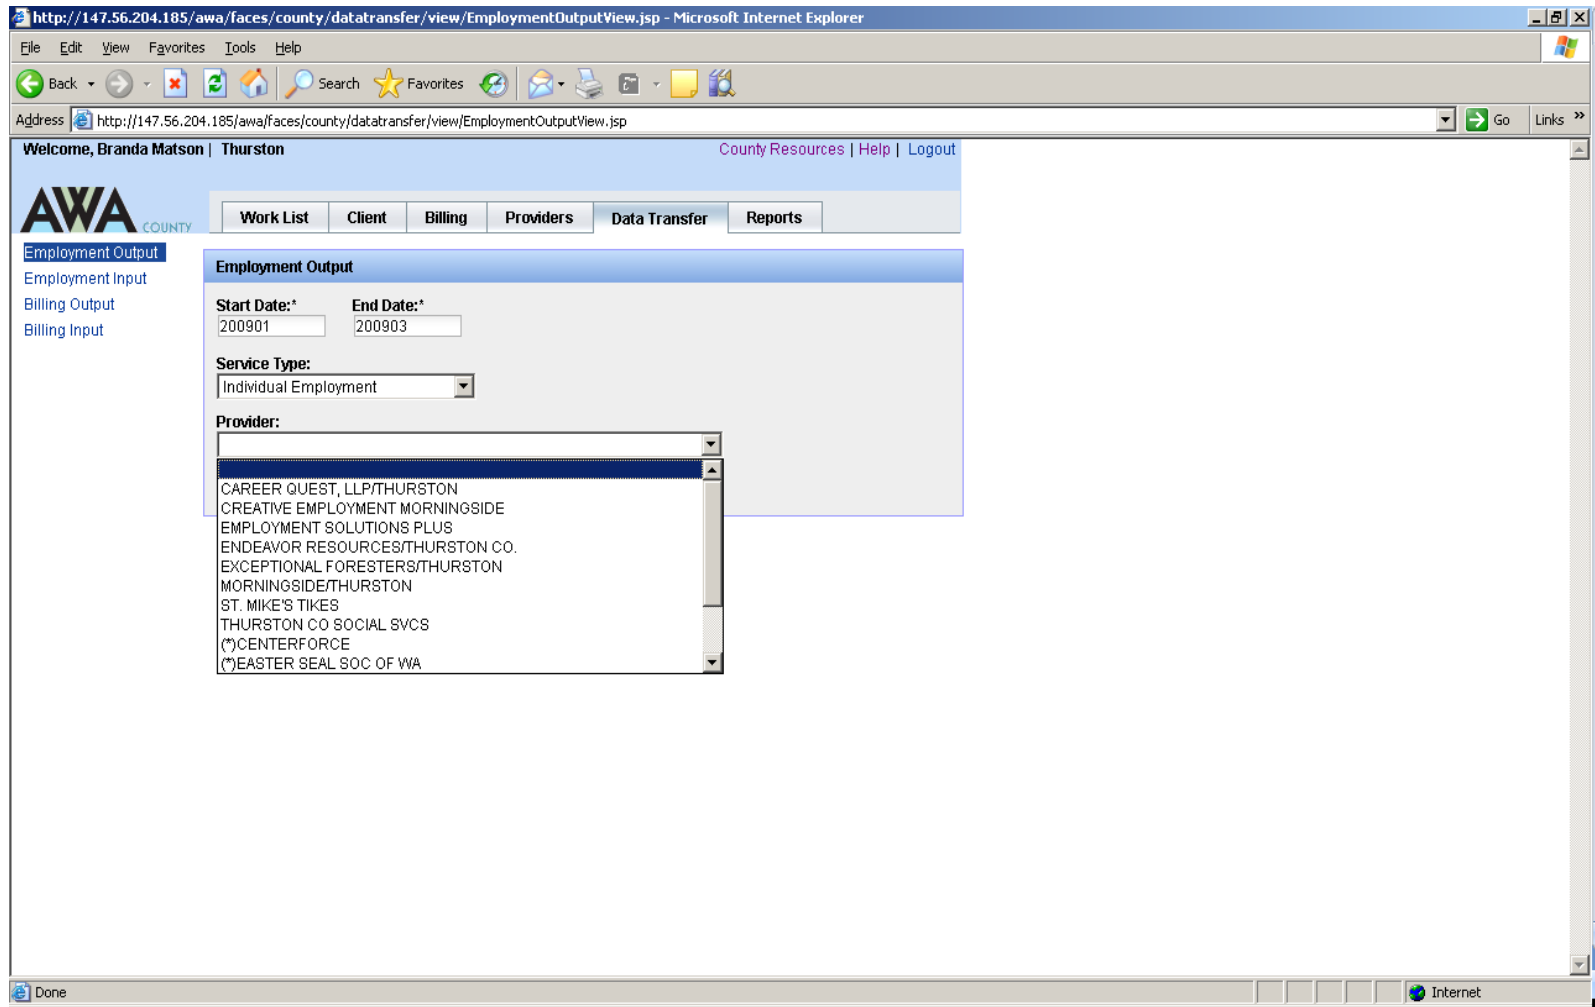 http://147.56.204.185/awa/faces/county/datatransfer/view/EmploymentOutputView.jsp - Microsoft Internet Explorer
File Edit View Favorites Tools Help
Back Search Favorites
Address http://147.56.204.185/awa/faces/county/datatransfer/view/EmploymentOutputView.jsp Go Links »
Welcome, Branda Matson | Thurston County Resources | Help | Logout
AWA COUNTY
Work List Client Billing Providers Data Transfer Reports
Employment Output
Employment Input
Billing Output
Billing Input
Employment Output
Start Date:* End Date:*
200901 200903
Service Type:
Individual Employment
Provider:
CAREER QUEST, LLP/THURSTON
CREATIVE EMPLOYMENT MORNINGSIDE
EMPLOYMENT SOLUTIONS PLUS
ENDEAVOR RESOURCES/THURSTON CO.
EXCEPTIONAL FORESTERS/THURSTON
MORNINGSIDE/THURSTON
ST. MIKE'S TIKES
THURSTON CO SOCIAL SVCS
(*)CENTERFORCE
(*)EASTER SEAL SOC OF WA
Done Internet